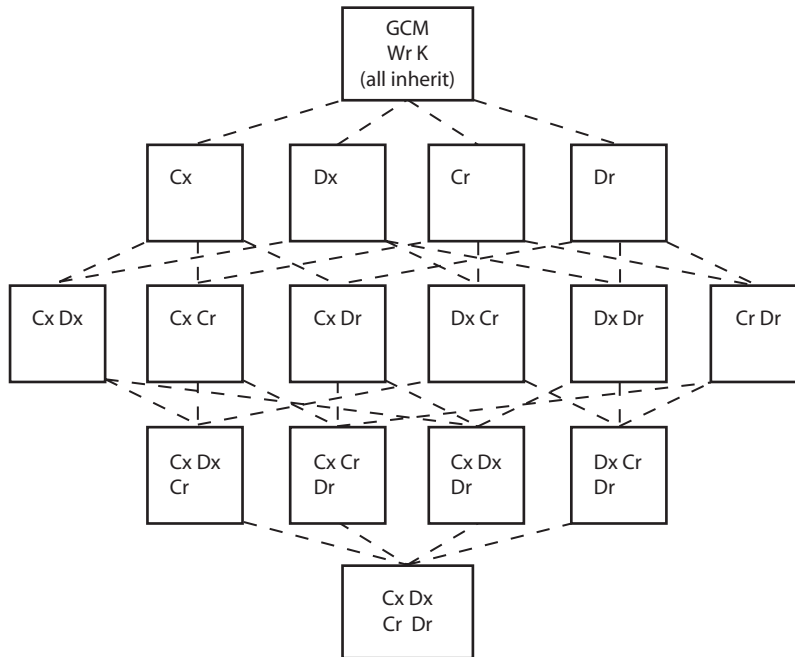 GCM
Wr K
(all inherit)
Cx
Dx
Cr
Dr
Cx Dx
Cx Cr
Cx Dr
Dx Cr
Dx Dr
Cr Dr
Cx Dx
Cr
Cx Cr
Dr
Cx Dx
Dr
Dx Cr
Dr
Cx Dx
Cr Dr